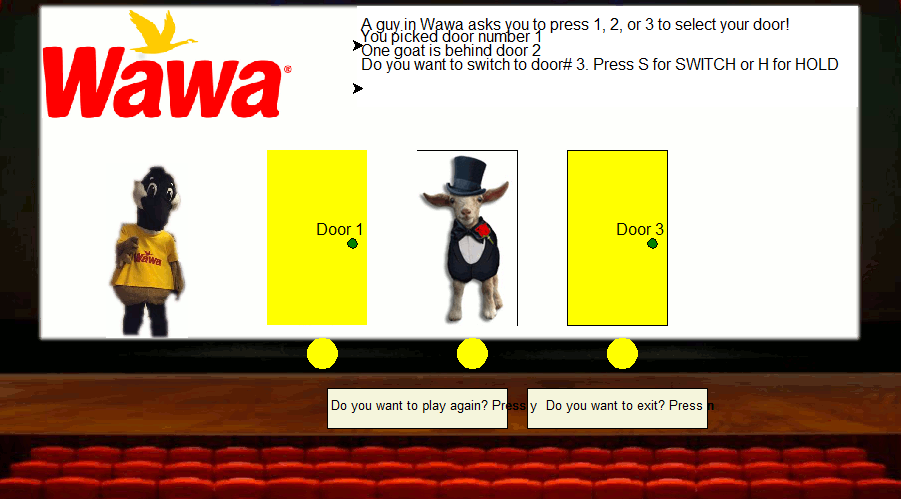 Wawa®
A guy in Wawa asks you to press 1, 2, or 3 to select your door!
You picked door number 1
One goat is behind door 2
Do you want to switch to door# 3. Press S for SWITCH or H for HOLD
Wawa
Door 1
Door 3
Do you want to play again? Press y
Do you want to exit? Press n